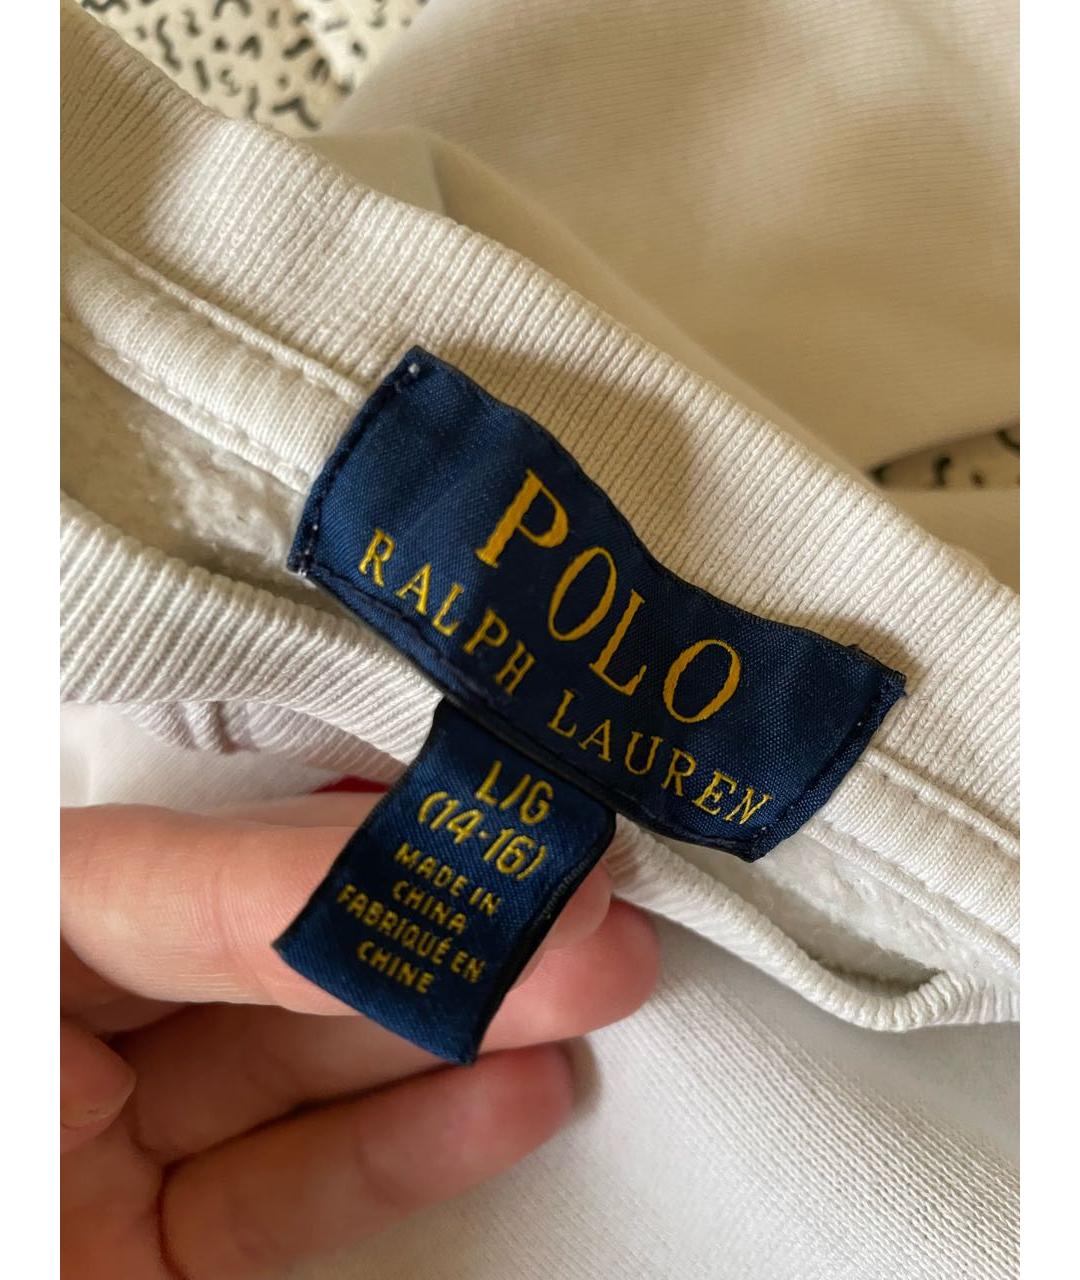 POLO
RALPH LAUREN
L/G
(14-16)
MADE IN
CHINA
FABRIQUÉ EN
CHINE